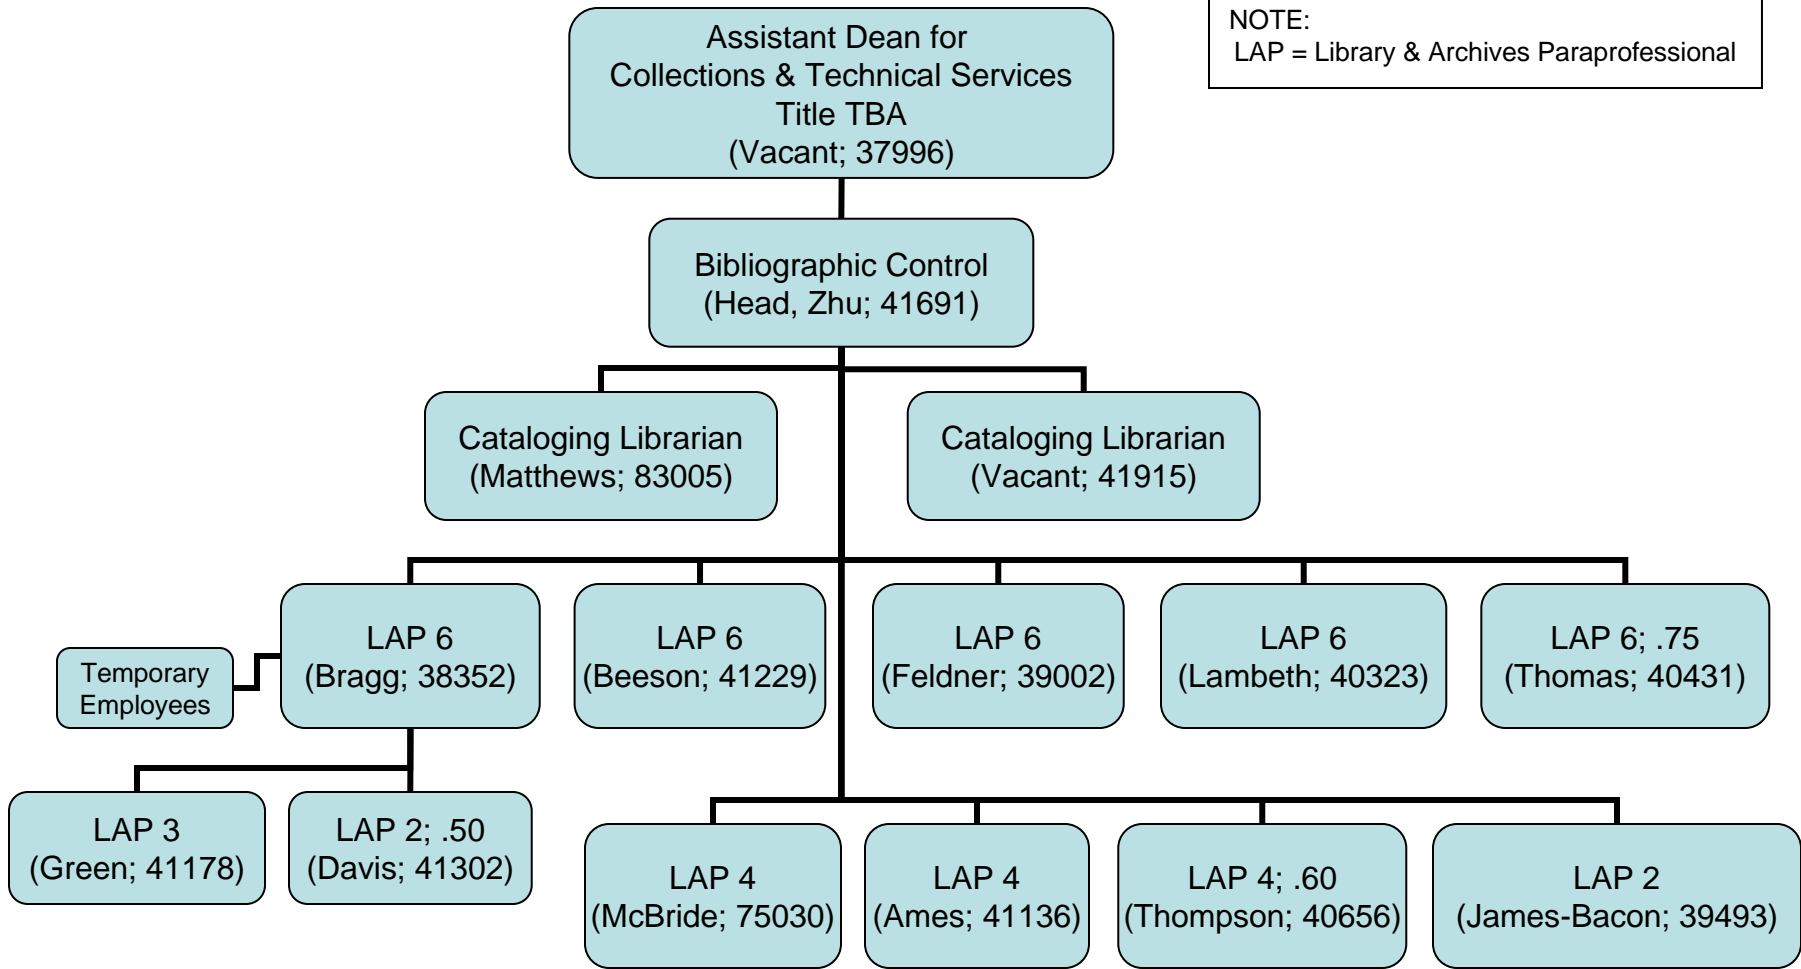 Assistant Dean for
Collections & Technical Services
Title TBA
(Vacant; 37996)
NOTE:
LAP = Library & Archives Paraprofessional
Bibliographic Control
(Head, Zhu; 41691)
Cataloging Librarian
(Matthews; 83005)
Cataloging Librarian
(Vacant; 41915)
Temporary
Employees
LAP 6
(Bragg; 38352)
LAP 6
(Beeson; 41229)
LAP 6
(Feldner; 39002)
LAP 6
(Lambeth; 40323)
LAP 6; .75
(Thomas; 40431)
LAP 3
(Green; 41178)
LAP 2; .50
(Davis; 41302)
LAP 4
(McBride; 75030)
LAP 4
(Ames; 41136)
LAP 4; .60
(Thompson; 40656)
LAP 2
(James-Bacon; 39493)